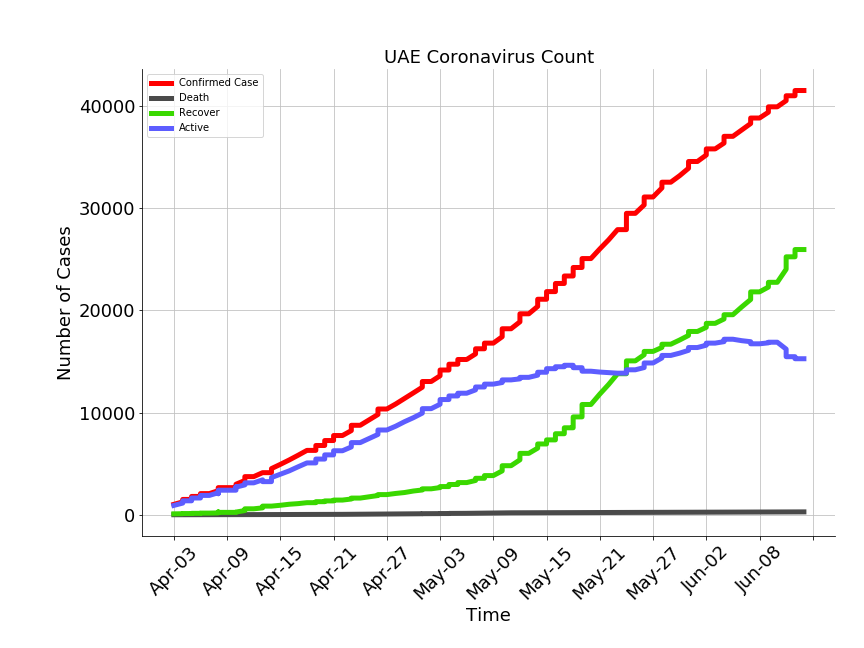 UAE Coronavirus Count
Confirmed Case
Death
Recover
Active
Number of Cases
40000
30000
20000
10000
0
Apr-03 Apr-09 Apr-15 Apr-21 Apr-27 May-03 May-09 May-15 May-21 May-27 Jun-02 Jun-08
Time